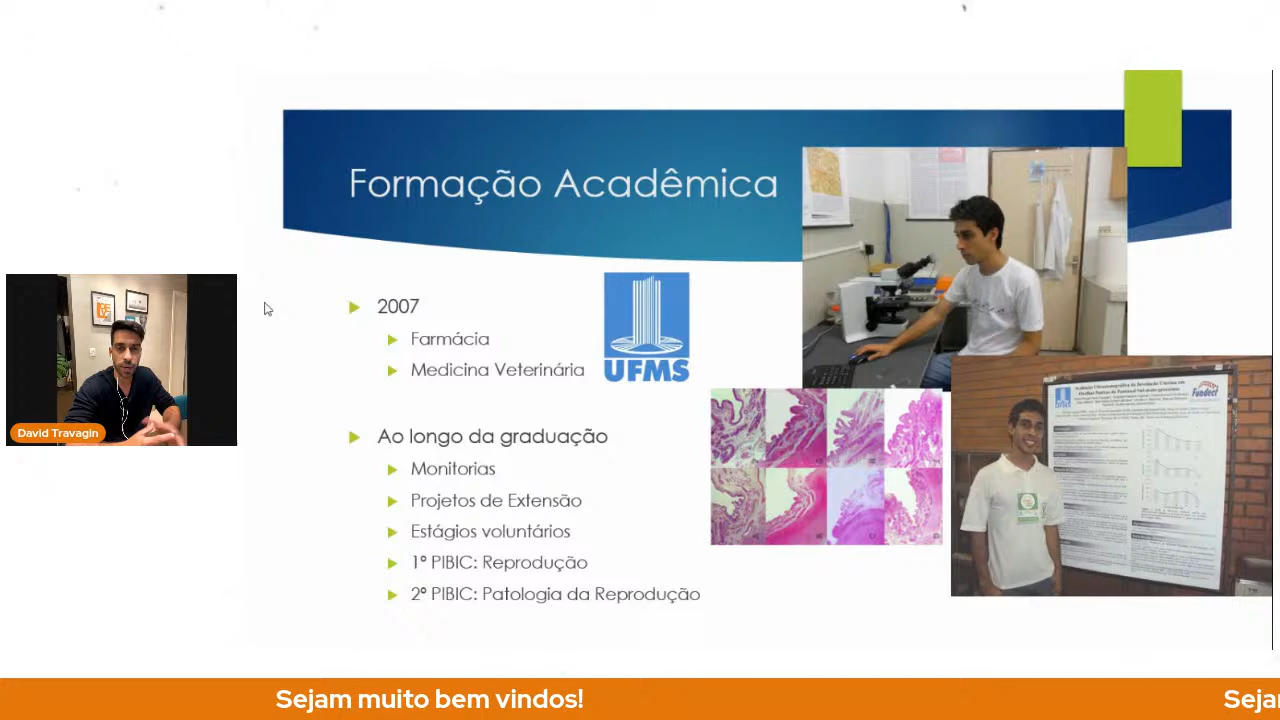 Formação Acadêmica
2007
Farmácia
Medicina Veterinária
UFMS
Ao longo da graduação
Monitorias
Projetos de Extensão
Estágios voluntários
1º PIBIC: Reprodução
2º PIBIC: Patologia da Reprodução
David Travagin
Fundect
Sejam muito bem vindos!
Seja